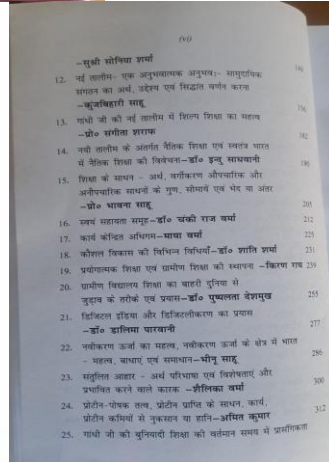 (vi)
–सुश्री सोनिया शर्मा
12. नई तालीम- एक अनुभवात्मक अनुभव:- सामुदायिक
संगठन का अर्थ, उद्देश्य एवं सिद्धांत वर्णन करना
–कुंजबिहारी साहू
13. गांधी जी की नई तालीम में शिल्प शिक्षा का महत्व
–प्रो० संगीता शराफ
14. नयी तालीम के अंतर्गत नैतिक शिक्षा एवं स्वतंत्र भारत
में नैतिक शिक्षा की विवेचना–डॉ० इन्दु साधवानी
15. शिक्षा के साधन – अर्थ, वर्गीकरण औपचारिक और
अनौपचारिक साधनों के गुण, सीमायें एवं भेद या अंतर
–प्रो० भावना साहू 205
16. स्वयं सहायता समूह–डॉ० चंकी राज वर्मा 212
17. कार्य केन्द्रित अधिगम–माया वर्मा 225
18. कौशल विकास की विभिन्न विधियाँ–डॉ० शाति शर्मा 231
19. प्रयोगात्मक शिक्षा एवं ग्रामीण शिक्षा की स्थापना –किरण राव 239
20. ग्रामीण विद्यालय शिक्षा का बाहरी दुनिया से
जुड़ाव के तरीके एवं प्रयास–डॉ० पुष्पलता देशमुख 255
21. डिजिटल इंडिया और डिजिटलीकरण का प्रयास
–डॉ० डालिमा पारवानी 277
22. नवीकरण ऊर्जा का महत्व, नवीकरण ऊर्जा के क्षेत्र में भारत
– महत्व, बाधाएं एवं समाधान–मीनू साहू 286
23. संतुलित आहार – अर्थ परिभाषा एवं विशेषताएं और
प्रभावित करने वाले कारक –शैलिका वर्मा 300
24. प्रोटीन-पोषक तत्व, प्रोटीन प्राप्ति के साधन, कार्य,
प्रोटीन कमियों से नुकसान या हानि–अमित कुमार 312
25. गांधी जी की बुनियादी शिक्षा की वर्तमान समय में प्रासंगिकता